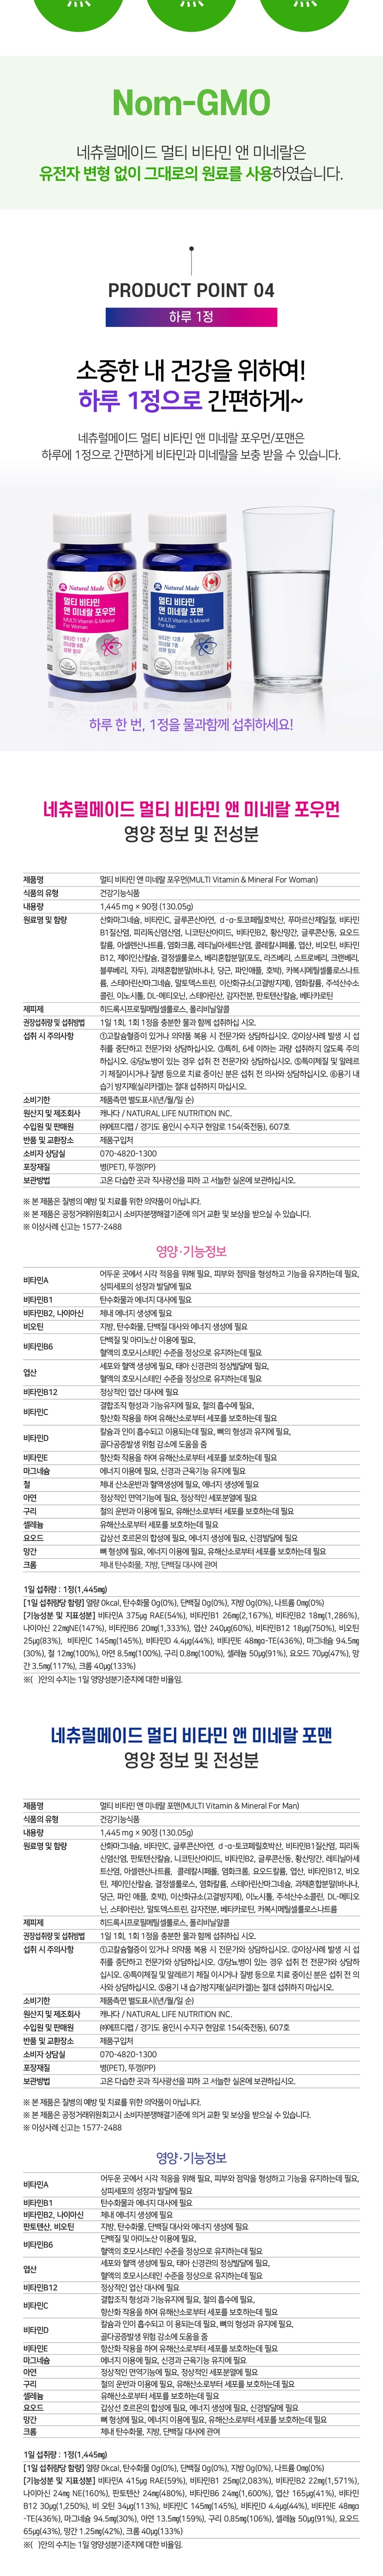 Nom-GMO
네츄럴메이드 멀티 비타민 앤 미네랄은
유전자 변형 없이 그대로의 원료를 사용하였습니다.
PRODUCT POINT 04
하루 1정
소중한 내 건강을 위하여!
하루 1정으로 간편하게~
네츄럴메이드 멀티 비타민 앤 미네랄 포우먼/포맨은
하루에 1정으로 간편하게 비타민과 미네랄을 보충 받을 수 있습니다.
Natural Made
멀티 비타민
앤 미네랄 포우먼
MULTI Vitamin & Mineral
For Woman
Natural Made
멀티 비타민
앤 미네랄 포맨
MULTI Vitamin & Mineral
For Man
하루 한 번, 1정을 물과함께 섭취하세요!
네츄럴메이드 멀티 비타민 앤 미네랄 포우먼
영양 정보 및 전성분
제품명 멀티 비타민 앤 미네랄 포우먼(MULTI Vitamin & Mineral For Woman)
식품의 유형 건강기능식품
내용량 1,445 mg × 90정 (130.05g)
원료명 및 함량 산화마그네슘, 비타민C, 글루콘산아연, d-α-토코페릴호박산, 푸마르산제일철, 비타민
B1질산염, 피리독신염산염, 니코틴산아미드, 비타민B2, 황산망간, 글루콘산동, 요오드
칼륨, 아셀렌산나트륨, 염화크롬, 레티닐아세트산염, 콜레칼시페롤, 엽산, 비오틴, 비타민
B12, 제이인산칼슘, 결정셀룰로스, 베리혼합분말(포도, 라즈베리, 스트로베리, 크랜베리,
블루베리, 자두), 과채혼합분말(바나나, 당근, 파인애플, 호박), 카복시메틸셀룰로스나트
륨, 스테아린산마그네슘, 말토덱스트린, 이산화규소(고결방지제), 염화칼륨, 주석산수소
콜린, 이노시톨, DL-메티오닌, 스테아린산, 감자전분, 판토텐산칼슘, 베타카로틴
제피제 히드록시프로필메틸셀룰로스, 폴리비닐알콜
권장섭취량 및 섭취방법 1일 1회, 1회 1정을 충분한 물과 함께 섭취하십 시오.
섭취 시 주의사항 ①고칼슘혈증이 있거나 의약품 복용 시 전문가와 상담하십시오. ②이상사례 발생 시 섭
취를 중단하고 전문가와 상담하십시오. ③특히, 6세 이하는 과량 섭취하지 않도록 주의
하십시오. ④당뇨병이 있는 경우 섭취 전 전문가와 상담하십시오. ⑤특이체질 및 알레르
기 체질이시거나 질병 등으로 치료 중이신 분은 섭취 전 의사와 상담하십시오. ⑥용기 내
습기 방지제(실리카겔)는 절대 섭취하지 마십시오.
소비기한 제품측면 별도표시(년/월/일 순)
원산지 및 제조회사 캐나다 / NATURAL LIFE NUTRITION INC.
수입원 및 판매원 ㈜에프디랩 / 경기도 용인시 수지구 현암로 154(죽전동), 607호
반품 및 교환장소 제품구입처
소비자 상담실 070-4820-1300
포장재질 병(PET), 뚜껑(PP)
보관방법 고온 다습한 곳과 직사광선을 피하 고 서늘한 실온에 보관하십시오.
※ 본 제품은 질병의 예방 및 치료를 위한 의약품이 아닙니다.
※ 본 제품은 공정거래위원회고시 소비자분쟁해결기준에 의거 교환 및 보상을 받으실 수 있습니다.
※ 이상사례 신고는 1577-2488
영양·기능정보
비타민A 어두운 곳에서 시각 적응을 위해 필요, 피부와 점막을 형성하고 기능을 유지하는데 필요,
상피세포의 성장과 발달에 필요
비타민B1 탄수화물과 에너지 대사에 필요
비타민B2, 나이아신 체내 에너지 생성에 필요
비오틴 지방, 탄수화물, 단백질 대사와 에너지 생성에 필요
비타민B6 단백질 및 아미노산 이용에 필요,
혈액의 호모시스테인 수준을 정상으로 유지하는데 필요
엽산 세포와 혈액 생성에 필요, 태아 신경관의 정상발달에 필요,
혈액의 호모시스테인 수준을 정상으로 유지하는데 필요
비타민B12 정상적인 엽산 대사에 필요
비타민C 결합조직 형성과 기능유지에 필요, 철의 흡수에 필요,
항산화 작용을 하여 유해산소로부터 세포를 보호하는데 필요
비타민D 칼슘과 인이 흡수되고 이용되는데 필요, 뼈의 형성과 유지에 필요,
골다공증발생 위험 감소에 도움을 줌
비타민E 항산화 작용을 하여 유해산소로부터 세포를 보호하는데 필요
마그네슘 에너지 이용에 필요, 신경과 근육기능 유지에 필요
철 체내 산소운반과 혈액생성에 필요, 에너지 생성에 필요
아연 정상적인 면역기능에 필요, 정상적인 세포분열에 필요
구리 철의 운반과 이용에 필요, 유해산소로부터 세포를 보호하는데 필요
셀레늄 유해산소로부터 세포를 보호하는데 필요
요오드 갑상선 호르몬의 합성에 필요, 에너지 생성에 필요, 신경발달에 필요
망간 뼈 형성에 필요, 에너지 이용에 필요, 유해산소로부터 세포를 보호하는데 필요
크롬 체내 탄수화물, 지방, 단백질 대사에 관여
1일 섭취량 : 1정(1,445㎎)
[1일 섭취량당 함량] 열량 0kcal, 탄수화물 0g(0%), 단백질 0g(0%), 지방 0g(0%), 나트륨 0㎎(0%)
[기능성분 및 지표성분] 비타민A 375㎍ RAE(54%), 비타민B1 26㎎(2,167%), 비타민B2 18㎎(1,286%),
나이아신 22㎎NE(147%), 비타민B6 20㎎(1,333%), 엽산 240㎍(60%), 비타민B12 18㎍(750%), 비오틴
25㎍(83%), 비타민C 145㎎(145%), 비타민D 4.4㎍(44%), 비타민E 48㎎α-TE(436%), 마그네슘 94.5㎎
(30%), 철 12㎎(100%), 아연 8.5㎎(100%), 구리 0.8㎎(100%), 셀레늄 50㎍(91%), 요오드 70㎍(47%), 망
간 3.5㎎(117%), 크롬 40㎍(133%)
※( )안의 수치는 1일 영양성분기준치에 대한 비율임.
네츄럴메이드 멀티 비타민 앤 미네랄 포맨
영양 정보 및 전성분
제품명 멀티 비타민 앤 미네랄 포맨(MULTI Vitamin & Mineral For Man)
식품의 유형 건강기능식품
내용량 1,445 mg × 90정 (130.05g)
원료명 및 함량 산화마그네슘, 비타민C, 글루콘산아연, d-α-토코페릴호박산, 비타민B1질산염, 피리독
신염산염, 판토텐산칼슘, 니코틴산아미드, 비타민B2, 글루콘산동, 황산망간, 레티닐아세
트산염, 아셀렌산나트륨, 콜레칼시페롤, 염화크롬, 요오드칼륨, 엽산, 비타민B12, 비오
틴, 제이인산칼슘, 결정셀룰로스, 염화칼륨, 스테아린산마그네슘, 과채혼합분말(바나나,
당근, 파인 애플, 호박), 이산화규소(고결방지제), 이노시톨, 주석산수소콜린, DL-메티오
닌, 스테아린산, 말토덱스트린, 감자전분, 베타카로틴, 카복시메틸셀룰로스나트륨
제피제 히드록시프로필메틸셀룰로스, 폴리비닐알콜
권장섭취량 및 섭취방법 1일 1회, 1회 1정을 충분한 물과 함께 섭취하십 시오.
섭취 시 주의사항 ①고칼슘혈증이 있거나 의약품 복용 시 전문가와 상담하십시오. ②이상사례 발생 시 섭
취를 중단하고 전문가와 상담하십시오. ③당뇨병이 있는 경우 섭취 전 전문가와 상담하
십시오. ④특이체질 및 알레르기 체질 이시거나 질병 등으로 치료 중이신 분은 섭취 전 의
사와 상담하십시오. ⑤용기 내 습기방지제(실리카겔)는 절대 섭취하지 마십시오.
소비기한 제품측면 별도표시(년/월/일 순)
원산지 및 제조회사 캐나다 / NATURAL LIFE NUTRITION INC.
수입원 및 판매원 ㈜에프디랩 / 경기도 용인시 수지구 현암로 154(죽전동), 607호
반품 및 교환장소 제품구입처
소비자 상담실 070-4820-1300
포장재질 병(PET), 뚜껑(PP)
보관방법 고온 다습한 곳과 직사광선을 피하 고 서늘한 실온에 보관하십시오.
※ 본 제품은 질병의 예방 및 치료를 위한 의약품이 아닙니다.
※ 본 제품은 공정거래위원회고시 소비자분쟁해결기준에 의거 교환 및 보상을 받으실 수 있습니다.
※ 이상사례 신고는 1577-2488
영양·기능정보
비타민A 어두운 곳에서 시각 적응을 위해 필요, 피부와 점막을 형성하고 기능을 유지하는데 필요,
상피세포의 성장과 발달에 필요
비타민B1 탄수화물과 에너지 대사에 필요
비타민B2, 나이아신 체내 에너지 생성에 필요
판토텐산, 비오틴 지방, 탄수화물, 단백질 대사와 에너지 생성에 필요
비타민B6 단백질 및 아미노산 이용에 필요,
혈액의 호모시스테인 수준을 정상으로 유지하는데 필요
엽산 세포와 혈액 생성에 필요, 태아 신경관의 정상발달에 필요,
혈액의 호모시스테인 수준을 정상으로 유지하는데 필요
비타민B12 정상적인 엽산 대사에 필요
비타민C 결합조직 형성과 기능유지에 필요, 철의 흡수에 필요,
항산화 작용을 하여 유해산소로부터 세포를 보호하는데 필요
비타민D 칼슘과 인이 흡수되고 이 용되는데 필요, 뼈의 형성과 유지에 필요,
골다공증발생 위험 감소에 도움을 줌
비타민E 항산화 작용을 하여 유해산소로부터 세포를 보호하는데 필요
마그네슘 에너지 이용에 필요, 신경과 근육기능 유지에 필요
아연 정상적인 면역기능에 필요, 정상적인 세포분열에 필요
구리 철의 운반과 이용에 필요, 유해산소로부터 세포를 보호하는데 필요
셀레늄 유해산소로부터 세포를 보호하는데 필요
요오드 갑상선 호르몬의 합성에 필요, 에너지 생성에 필요, 신경발달에 필요
망간 뼈 형성에 필요, 에너지 이용에 필요, 유해산소로부터 세포를 보호하는데 필요
크롬 체내 탄수화물, 지방, 단백질 대사에 관여
1일 섭취량 : 1정(1,445㎎)
[1일 섭취량당 함량] 열량 0kcal, 탄수화물 0g(0%), 단백질 0g(0%), 지방 0g(0%), 나트륨 0㎎(0%)
[기능성분 및 지표성분] 비타민A 415㎍ RAE(59%), 비타민B1 25㎎(2,083%), 비타민B2 22㎎(1,571%),
나이아신 24㎎ NE(160%), 판토텐산 24㎎(480%), 비타민B6 24㎎(1,600%), 엽산 165㎍(41%), 비타민
B12 30㎍(1,250%), 비 오틴 34㎍(113%), 비타민C 145㎎(145%), 비타민D 4.4㎍(44%), 비타민E 48㎎α
-TE(436%), 마그네슘 94.5㎎(30%), 아연 13.5㎎(159%), 구리 0.85㎎(106%), 셀레늄 50㎍(91%), 요오드
65㎍(43%), 망간 1.25㎎(42%), 크롬 40㎍(133%)
※( )안의 수치는 1일 영양성분기준치에 대한 비율임.